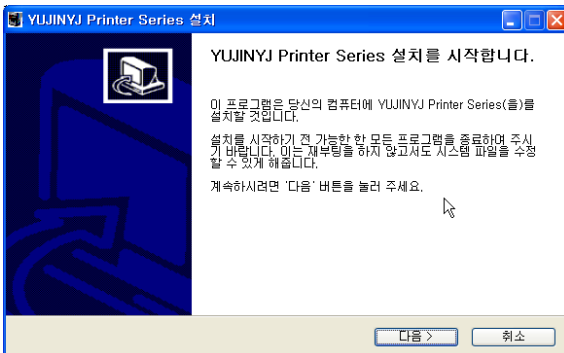 YUJINYJ Printer Series 설치
YUJINYJ Printer Series 설치를 시작합니다.
이 프로그램은 당신의 컴퓨터에 YUJINYJ Printer Series(을)를
설치할 것입니다.
설치를 시작하기 전 가능한 한 모든 프로그램을 종료하여 주시
기 바랍니다. 이는 재부팅을 하지 않고서도 시스템 파일을 수정
할 수 있게 해줍니다.
계속하시려면 '다음' 버튼을 눌러 주세요.
다음 >
취소